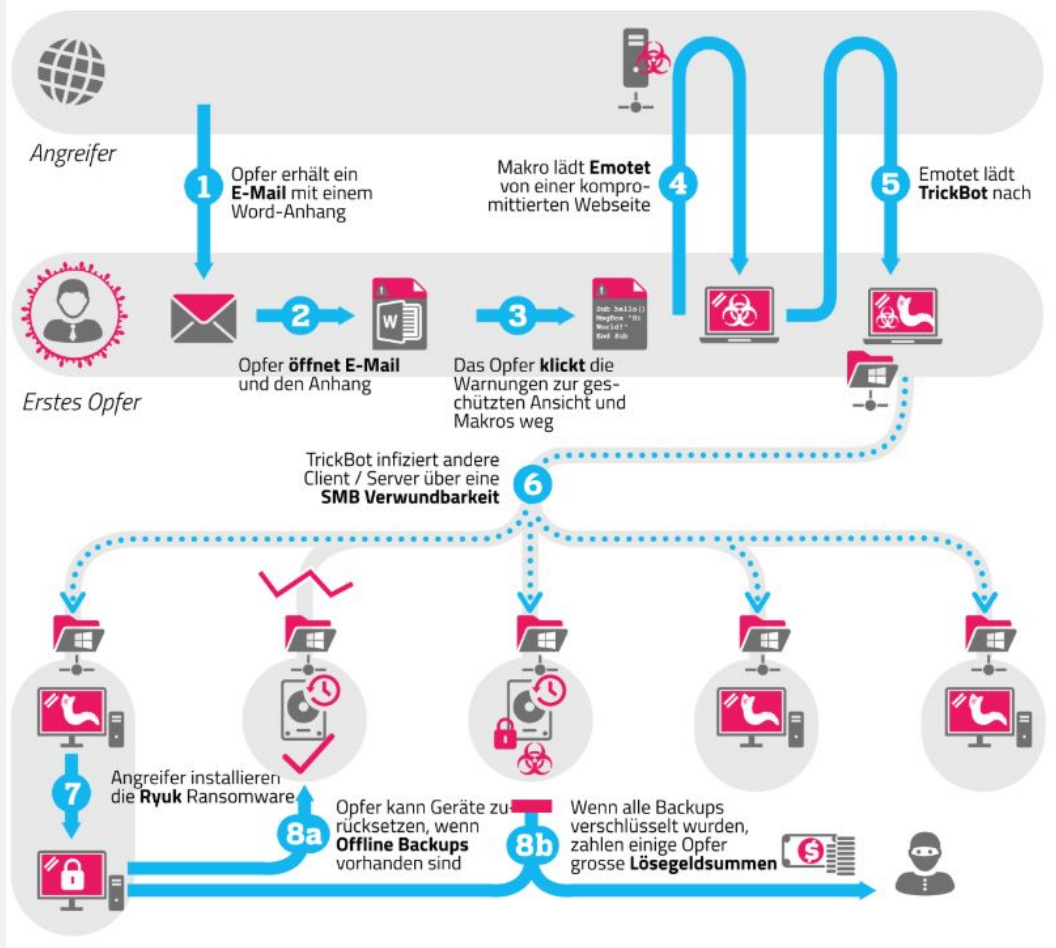 Angreifer
1
Opfer erhält ein
E-Mail mit einem
Word-Anhang
Makro lädt Emotet
von einer kompro-
mittierten Webseite
4
5
Emotet lädt
TrickBot nach
Erstes Opfer
2
Opfer öffnet E-Mail
und den Anhang
W
3
Das Opfer klickt die
Warnungen zur ges-
chützten Ansicht und
Makros weg
!
!
Sub hello()
MsgBox "Hi
World!"
End Sub
TrickBot infiziert andere
Client / Server über eine
SMB Verwundbarkeit
6
7
Angreifer installieren
die Ryuk Ransomware
8a
Opfer kann Geräte zu-
rücksetzen, wenn
Offline Backups
vorhanden sind
8b
Wenn alle Backups
verschlüsselt wurden,
zahlen einige Opfer
grosse Lösegeldsummen
$